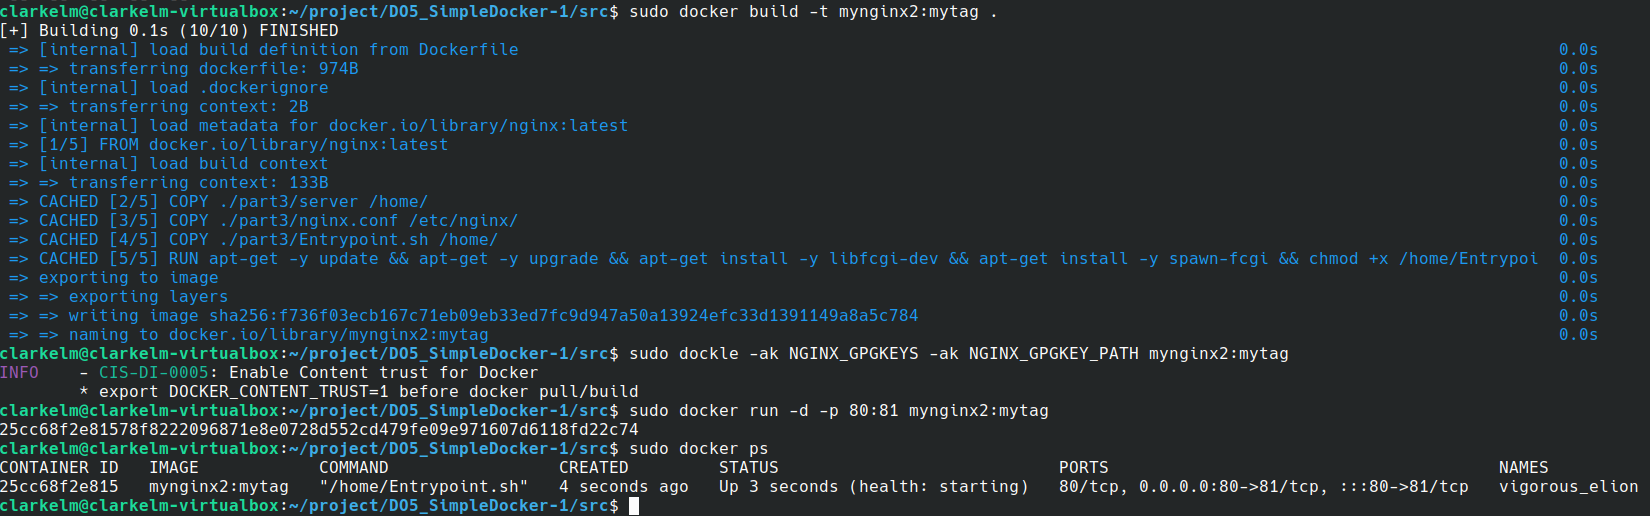 clarkelm@clarkelm-virtualbox:~/project/DO5_SimpleDocker-1/src$ sudo docker build -t mynginx2:mytag .
[+] Building 0.1s (10/10) FINISHED
=> [internal] load build definition from Dockerfile 0.0s
=> => transferring dockerfile: 974B 0.0s
=> [internal] load .dockerignore 0.0s
=> => transferring context: 2B 0.0s
=> [internal] load metadata for docker.io/library/nginx:latest 0.0s
=> [1/5] FROM docker.io/library/nginx:latest 0.0s
=> [internal] load build context 0.0s
=> => transferring context: 133B 0.0s
=> CACHED [2/5] COPY ./part3/server /home/ 0.0s
=> CACHED [3/5] COPY ./part3/nginx.conf /etc/nginx/ 0.0s
=> CACHED [4/5] COPY ./part3/Entrypoint.sh /home/ 0.0s
=> CACHED [5/5] RUN apt-get -y update && apt-get -y upgrade && apt-get install -y libfcgi-dev && apt-get install -y spawn-fcgi && chmod +x /home/Entrypoi 0.0s
=> exporting to image 0.0s
=> => exporting layers 0.0s
=> => writing image sha256:f736f03ecb167c71eb09eb33ed7fc9d947a50a13924efc33d1391149a8a5c784 0.0s
=> => naming to docker.io/library/mynginx2:mytag 0.0s
clarkelm@clarkelm-virtualbox:~/project/DO5_SimpleDocker-1/src$ sudo dockle -ak NGINX_GPGKEYS -ak NGINX_GPGKEY_PATH mynginx2:mytag
INFO - CIS-DI-0005: Enable Content trust for Docker
* export DOCKER_CONTENT_TRUST=1 before docker pull/build
clarkelm@clarkelm-virtualbox:~/project/DO5_SimpleDocker-1/src$ sudo docker run -d -p 80:81 mynginx2:mytag
25cc68f2e81578f8222096871e8e0728d552cd479fe09e971607d6118fd22c74
clarkelm@clarkelm-virtualbox:~/project/DO5_SimpleDocker-1/src$ sudo docker ps
CONTAINER ID IMAGE COMMAND CREATED STATUS PORTS NAMES
25cc68f2e815 mynginx2:mytag "/home/Entrypoint.sh" 4 seconds ago Up 3 seconds (health: starting) 80/tcp, 0.0.0.0:80->81/tcp, :::80->81/tcp vigorous_elion
clarkelm@clarkelm-virtualbox:~/project/DO5_SimpleDocker-1/src$